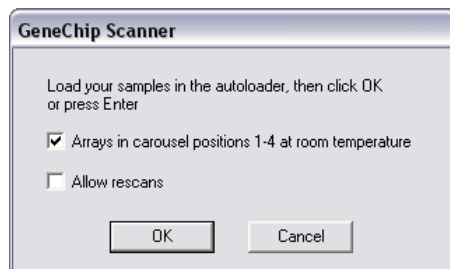 GeneChip Scanner
Load your samples in the autoloader, then click OK
or press Enter
Arrays in carousel positions 1-4 at room temperature
Allow rescans
OK
Cancel